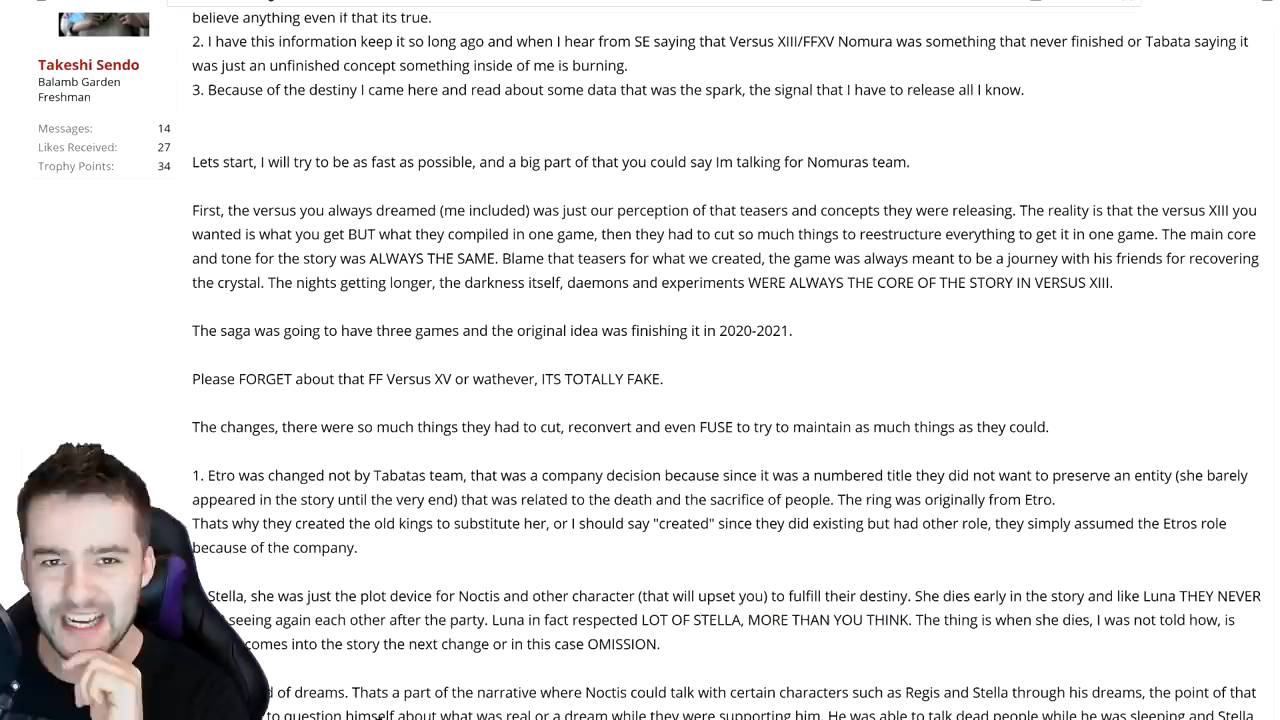 believe anything even if that its true.
2. I have this information keep it so long ago and when I hear from SE saying that Versus XIII/FFXV Nomura was something that never finished or Tabata saying it
was just an unfinished concept something inside of me is burning.
3. Because of the destiny I came here and read about some data that was the spark, the signal that I have to release all I know.
Takeshi Sendo
Balamb Garden
Freshman
Messages: 14
Likes Received: 27
Trophy Points: 34
Lets start, I will try to be as fast as possible, and a big part of that you could say Im talking for Nomuras team.
First, the versus you always dreamed (me included) was just our perception of that teasers and concepts they were releasing. The reality is that the versus XIII you
wanted is what you get BUT what they compiled in one game, then they had to cut so much things to reestructure everything to get it in one game. The main core
and tone for the story was ALWAYS THE SAME. Blame that teasers for what we created, the game was always meant to be a journey with his friends for recovering
the crystal. The nights getting longer, the darkness itself, daemons and experiments WERE ALWAYS THE CORE OF THE STORY IN VERSUS XIII.
The saga was going to have three games and the original idea was finishing it in 2020-2021.
Please FORGET about that FF Versus XV or wathever, ITS TOTALLY FAKE.
The changes, there were so much things they had to cut, reconvert and even FUSE to try to maintain as much things as they could.
1. Etro was changed not by Tabatas team, that was a company decision because since it was a numbered title they did not want to preserve an entity (she barely
appeared in the story until the very end) that was related to the death and the sacrifice of people. The ring was originally from Etro.
Thats why they created the old kings to substitute her, or I should say "created" since they did existing but had other role, they simply assumed the Etros role
because of the company.
Stella, she was just the plot device for Noctis and other character (that will upset you) to fulfill their destiny. She dies early in the story and like Luna THEY NEVER
seeing again each other after the party. Luna in fact respected LOT OF STELLA, MORE THAN YOU THINK. The thing is when she dies, I was not told how, is
comes into the story the next change or in this case OMISSION.
of dreams. Thats a part of the narrative where Noctis could talk with certain characters such as Regis and Stella through his dreams, the point of that
to question himself about what was real or a dream while they were supporting him. He was able to talk dead people while he was sleeping and Stella,